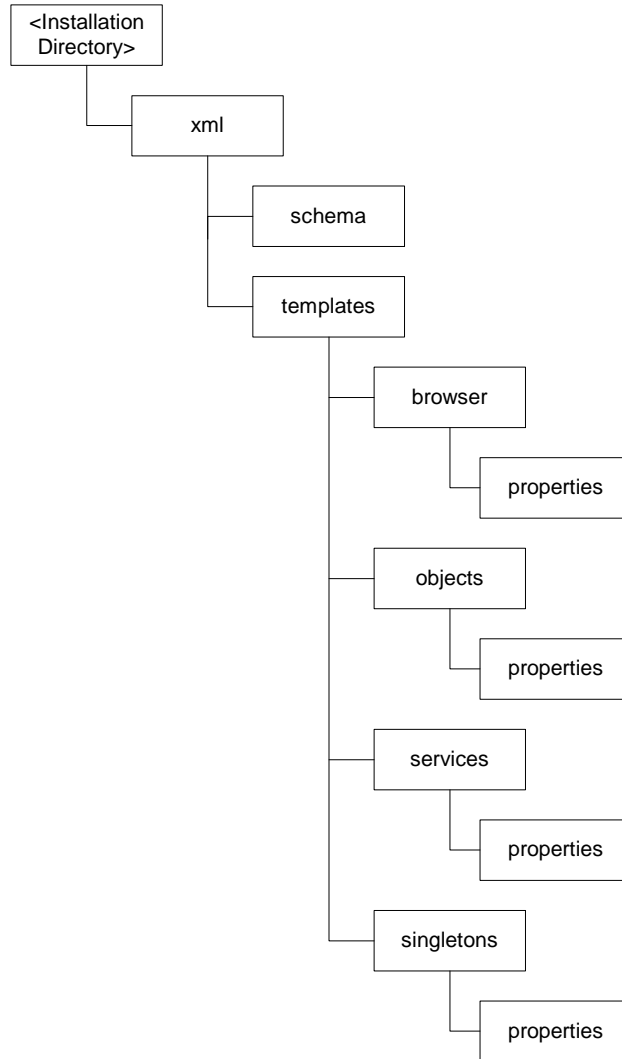 <Installation
Directory>
xml
schema
templates
browser
properties
objects
properties
services
properties
singletons
properties